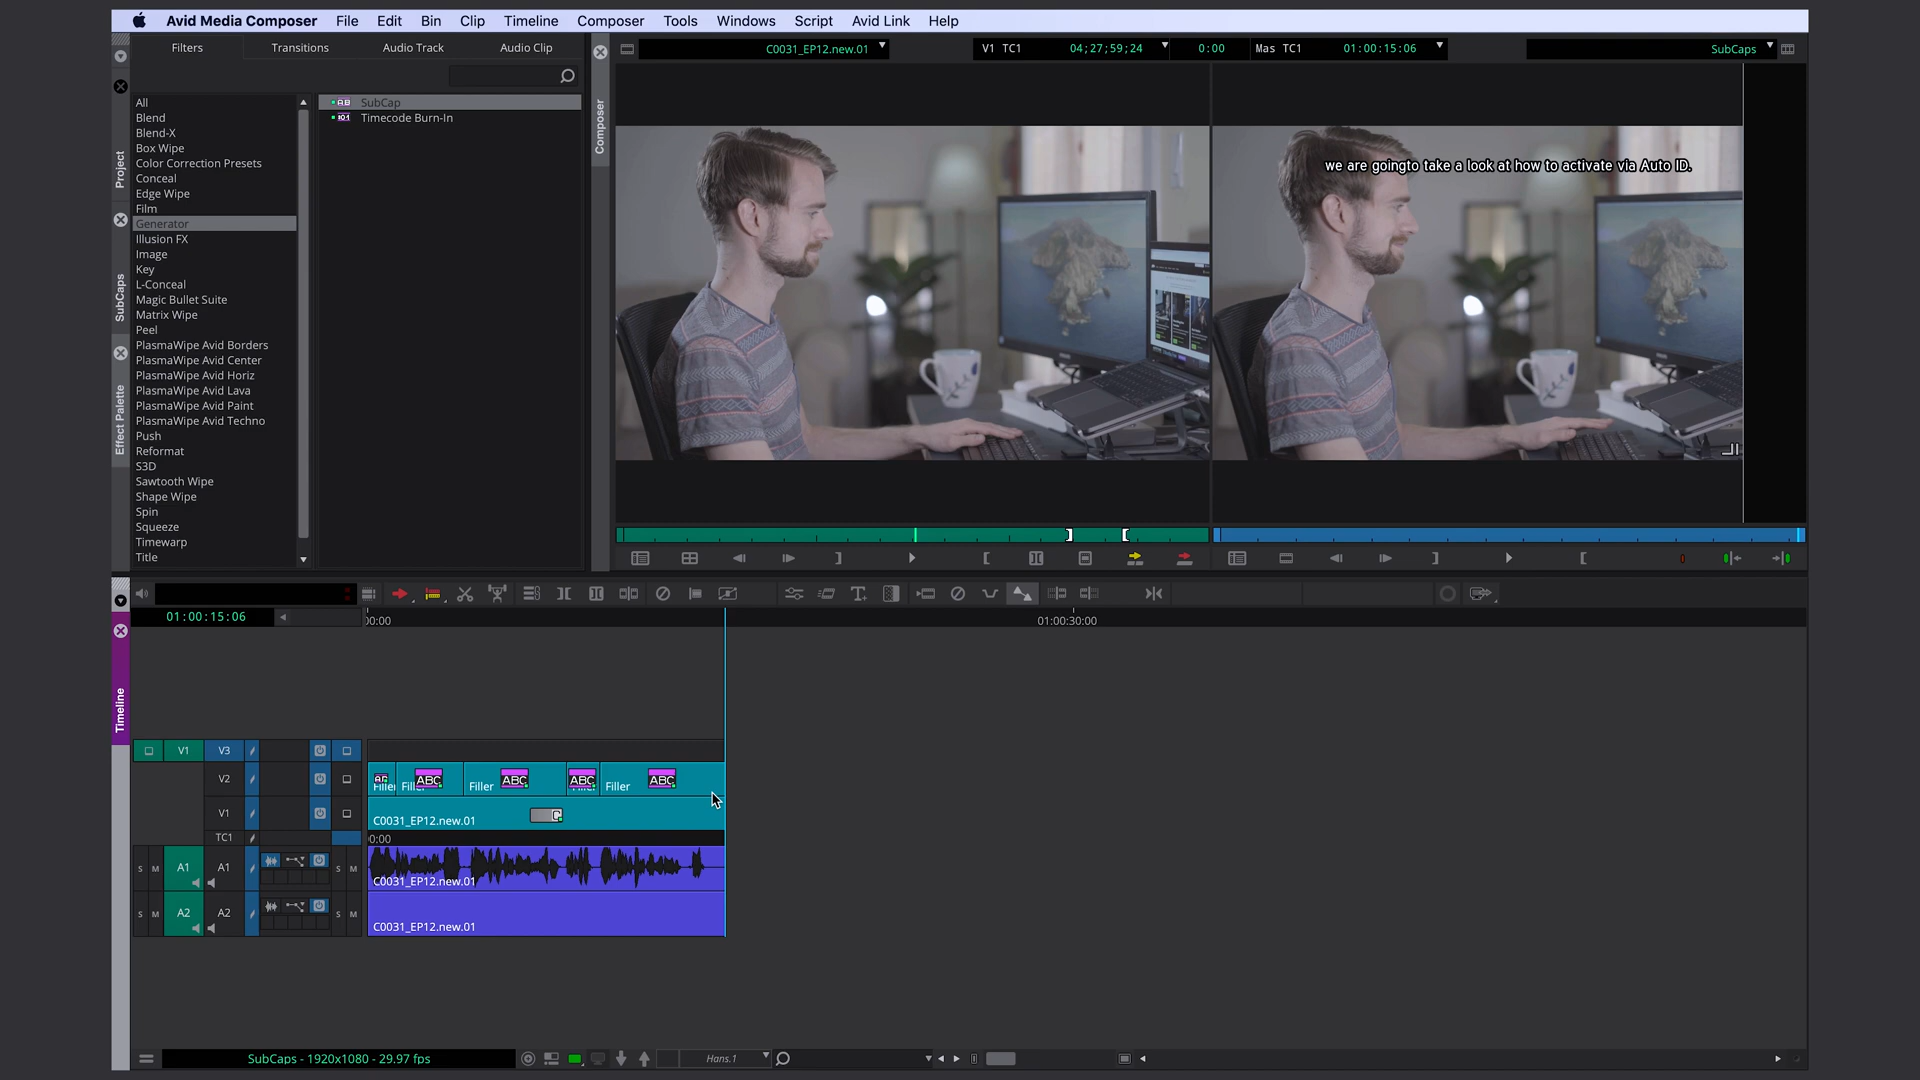 Avid Media Composer File Edit Bin Clip Timeline Composer Tools Windows Script Avid Link Help
Filters Transitions Audio Track Audio Clip
C0031_EP12.new.01 V1 TC1 04;27;59;24 0:00 Mas TC1 01:00:15:06 SubCaps
Project
SubCaps
Effect Palette
Composer
All
Blend
Blend-X
Box Wipe
Color Correction Presets
Conceal
Edge Wipe
Film
Generator
Illusion FX
Image
Key
L-Conceal
Magic Bullet Suite
Matrix Wipe
Peel
PlasmaWipe Avid Borders
PlasmaWipe Avid Center
PlasmaWipe Avid Horiz
PlasmaWipe Avid Lava
PlasmaWipe Avid Paint
PlasmaWipe Avid Techno
Push
Reformat
S3D
Sawtooth Wipe
Shape Wipe
Spin
Squeeze
Timewarp
Title
AB SubCap
101 Timecode Burn-In
we are goingto take a look at how to activate via Auto ID.
01:00:15:06
00:00
01:00:30:00
Timeline
V1 V3
V2
Filler Filler ABC Filler ABC ABC Filler ABC
V1
C0031_EP12.new.01
TC1
0:00
S M A1 A1 S M
C0031_EP12.new.01
S M A2 A2 S M
C0031_EP12.new.01
SubCaps - 1920x1080 - 29.97 fps
Hans.1